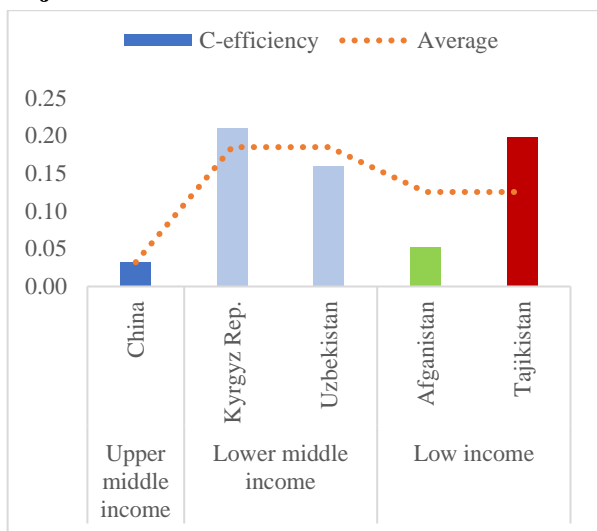 C-efficiency
Average
0.25
0.20
0.15
0.10
0.05
0.00
China
Kyrgyz Rep.
Uzbekistan
Afganistan
Tajikistan
Upper
middle
income
Lower middle
income
Low income